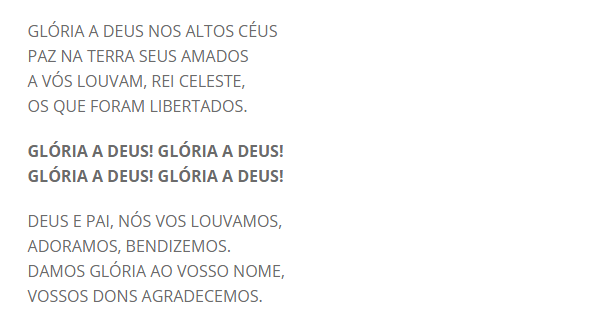 GLÓRIA A DEUS NOS ALTOS CÉUS
PAZ NA TERRA SEUS AMADOS
A VÓS LOUVAM, REI CELESTE,
OS QUE FORAM LIBERTADOS.
GLÓRIA A DEUS! GLÓRIA A DEUS!
GLÓRIA A DEUS! GLÓRIA A DEUS!
DEUS E PAI, NÓS VOS LOUVAMOS,
ADORAMOS, BENDIZEMOS.
DAMOS GLÓRIA AO VOSSO NOME,
VOSSOS DONS AGRADECEMOS.